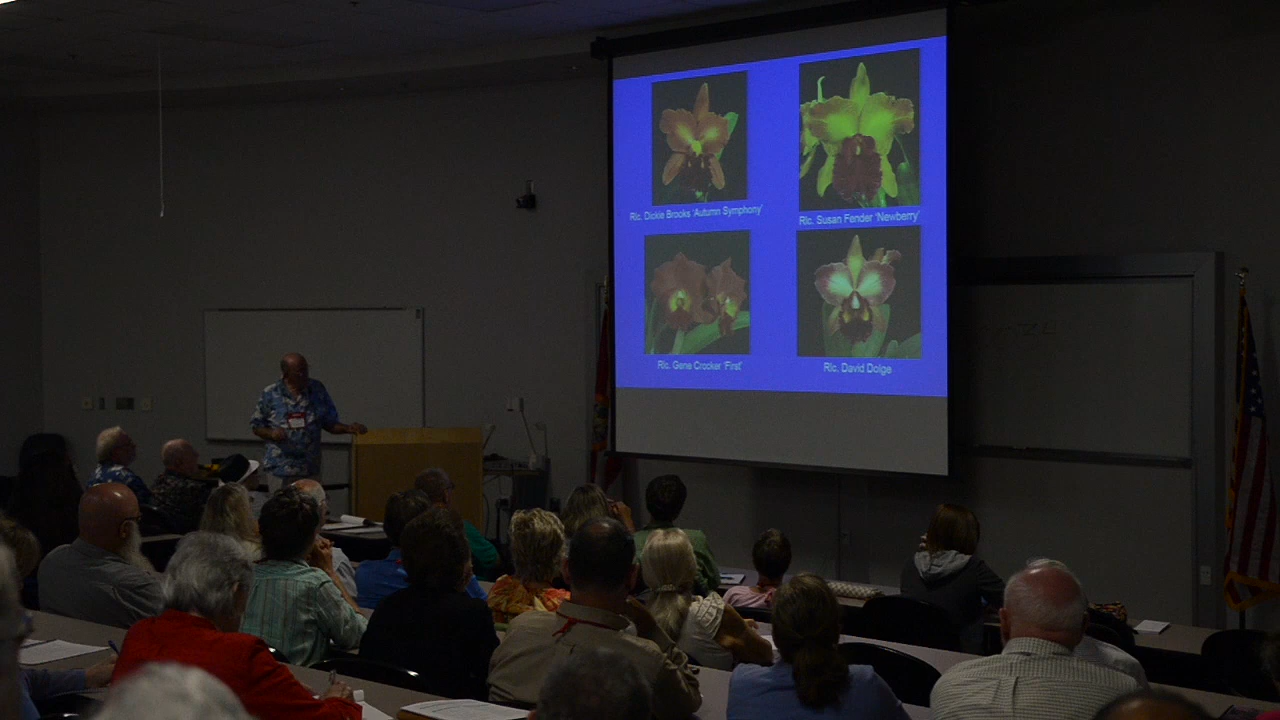 Rlc. Dickie Brooks 'Autumn Symphony'
Rlc. Susan Fender 'Newberry'
Rlc. Gene Crocker 'First'
Rlc. David Dolge